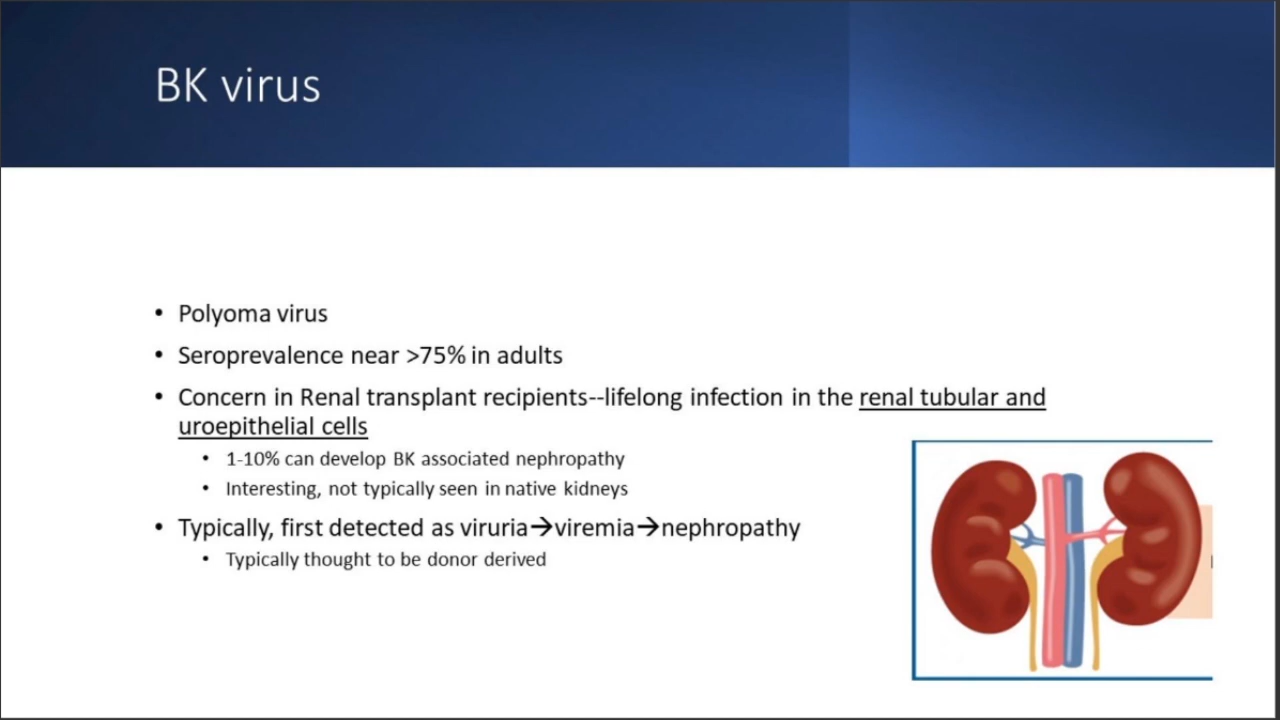 BK virus
• Polyoma virus
• Seroprevalence near >75% in adults
• Concern in Renal transplant recipients--lifelong infection in the renal tubular and
uroepithelial cells
• 1-10% can develop BK associated nephropathy
• Interesting, not typically seen in native kidneys
• Typically, first detected as viruria→viremia→nephropathy
• Typically thought to be donor derived